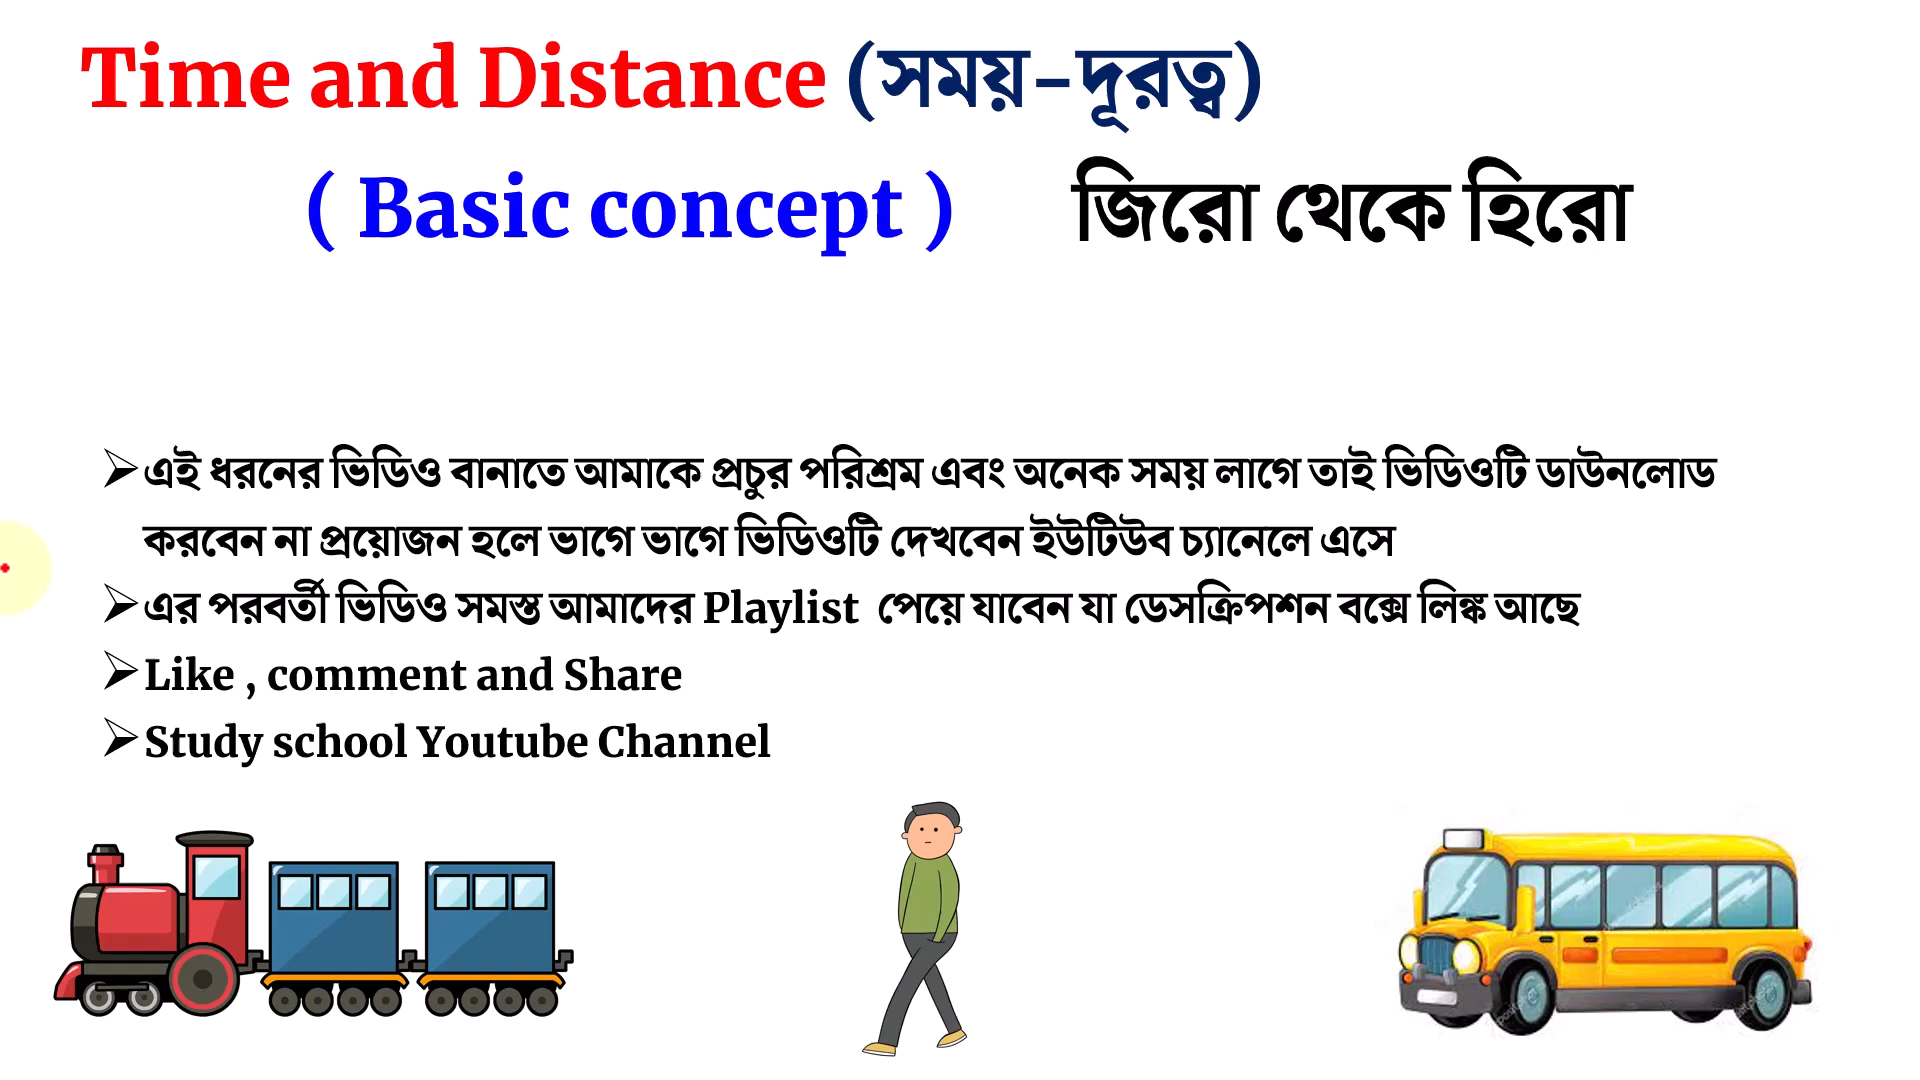 Time and Distance (সময়-দূরত্ব)
( Basic concept ) জিরো থেকে হিরো
➢এই ধরনের ভিডিও বানাতে আমাকে প্রচুর পরিশ্রম এবং অনেক সময় লাগে তাই ভিডিওটি ডাউনলোড
করবেন না প্রয়োজন হলে ভাগে ভাগে ভিডিওটি দেখবেন ইউটিউব চ্যানেলে এসে
➢এর পরবর্তী ভিডিও সমস্ত আমাদের Playlist পেয়ে যাবেন যা ডেসক্রিপশন বক্সে লিঙ্ক আছে
➢Like , comment and Share
➢Study school Youtube Channel